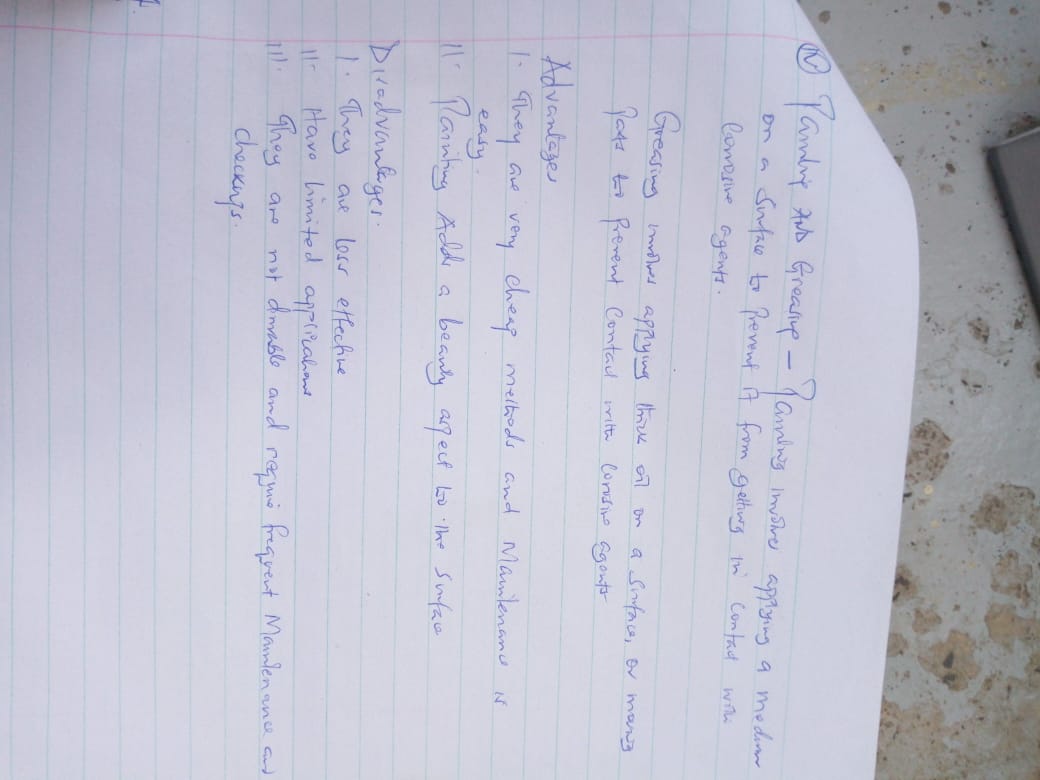 IV Painting And Greasing - Painting involves applying a medium
on a Surface to Prevent it from getting in contact with
Corrosive agents.
Greasing involves applying thick oil on a Surface, or moving
Parts to Prevent Contact with Corrosive agents
Advantages
I. They are very cheap methods and Maintenance is
easy.
II- Painting Adds a beauty aspect to the Surface
Disadvantages.
I. They are less effective
II- Have limited applications
III. They are not durable and require frequent Maintenance and
checkings.